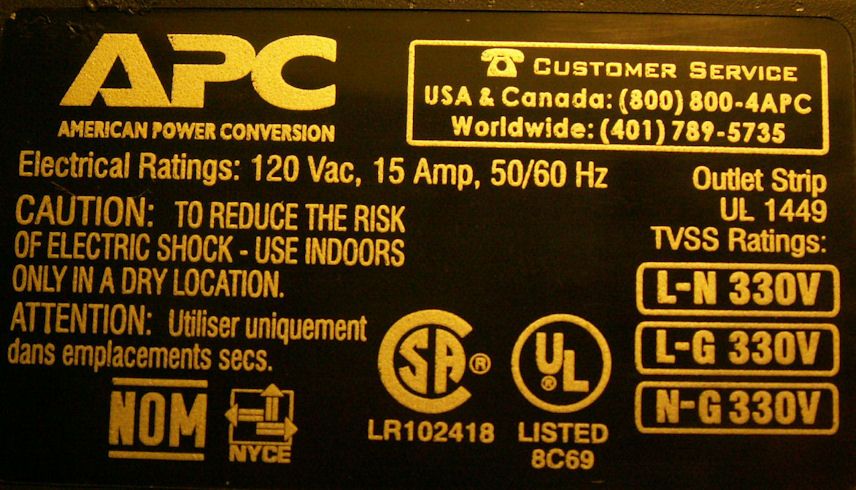 APC
AMERICAN POWER CONVERSION
CUSTOMER SERVICE
USA & Canada: (800) 800-4APC
Worldwide: (401) 789-5735
Electrical Ratings: 120 Vac, 15 Amp, 50/60 Hz
CAUTION: TO REDUCE THE RISK
OF ELECTRIC SHOCK - USE INDOORS
ONLY IN A DRY LOCATION.
ATTENTION: Utiliser uniquement
dans emplacements secs.
Outlet Strip
UL 1449
TVSS Ratings:
L-N 330V
L-G 330V
N-G 330V
NOM
NYCE
SA ®
LR102418
UL ®
LISTED
8C69